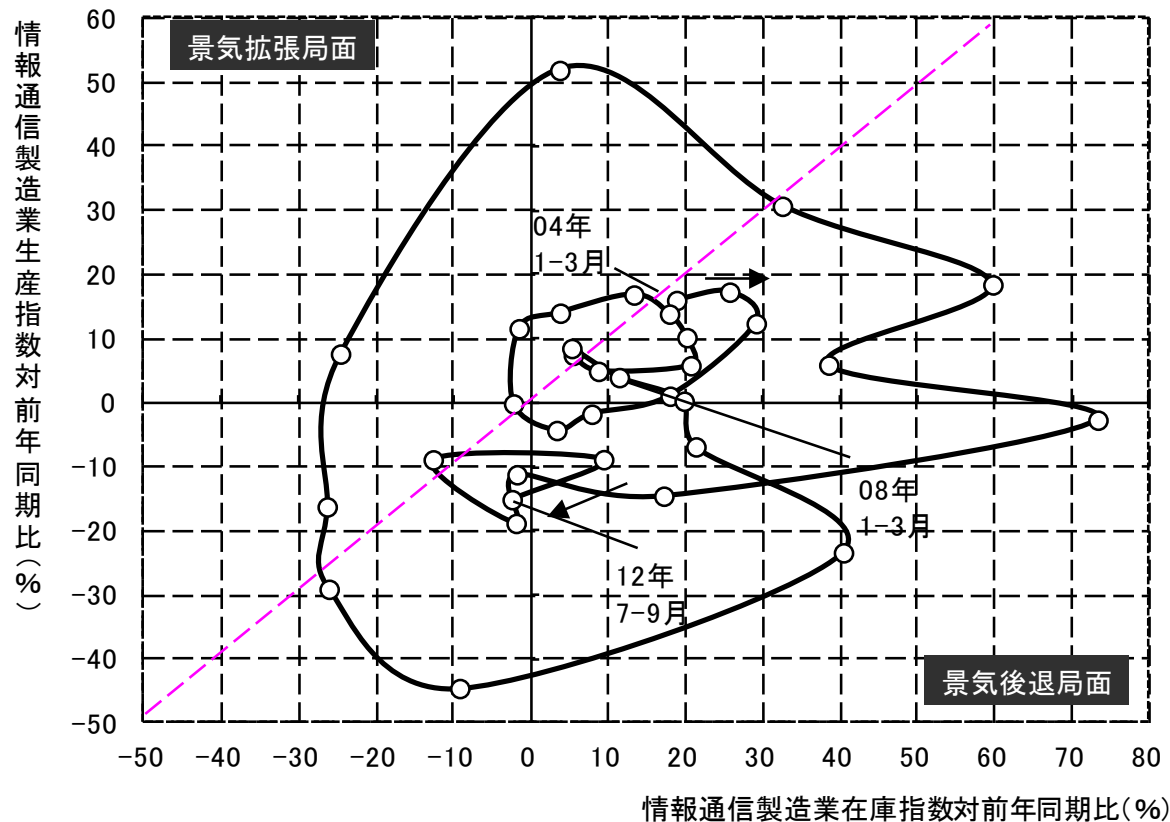 情報通信製造業生産指数対前年同期比(%)
60
50
40
30
20
10
0
-10
-20
-30
-40
-50
景気拡張局面
04年
1-3月
08年
1-3月
12年
7-9月
景気後退局面
-50 -40 -30 -20 -10 0 10 20 30 40 50 60 70 80
情報通信製造業在庫指数対前年同期比(%)